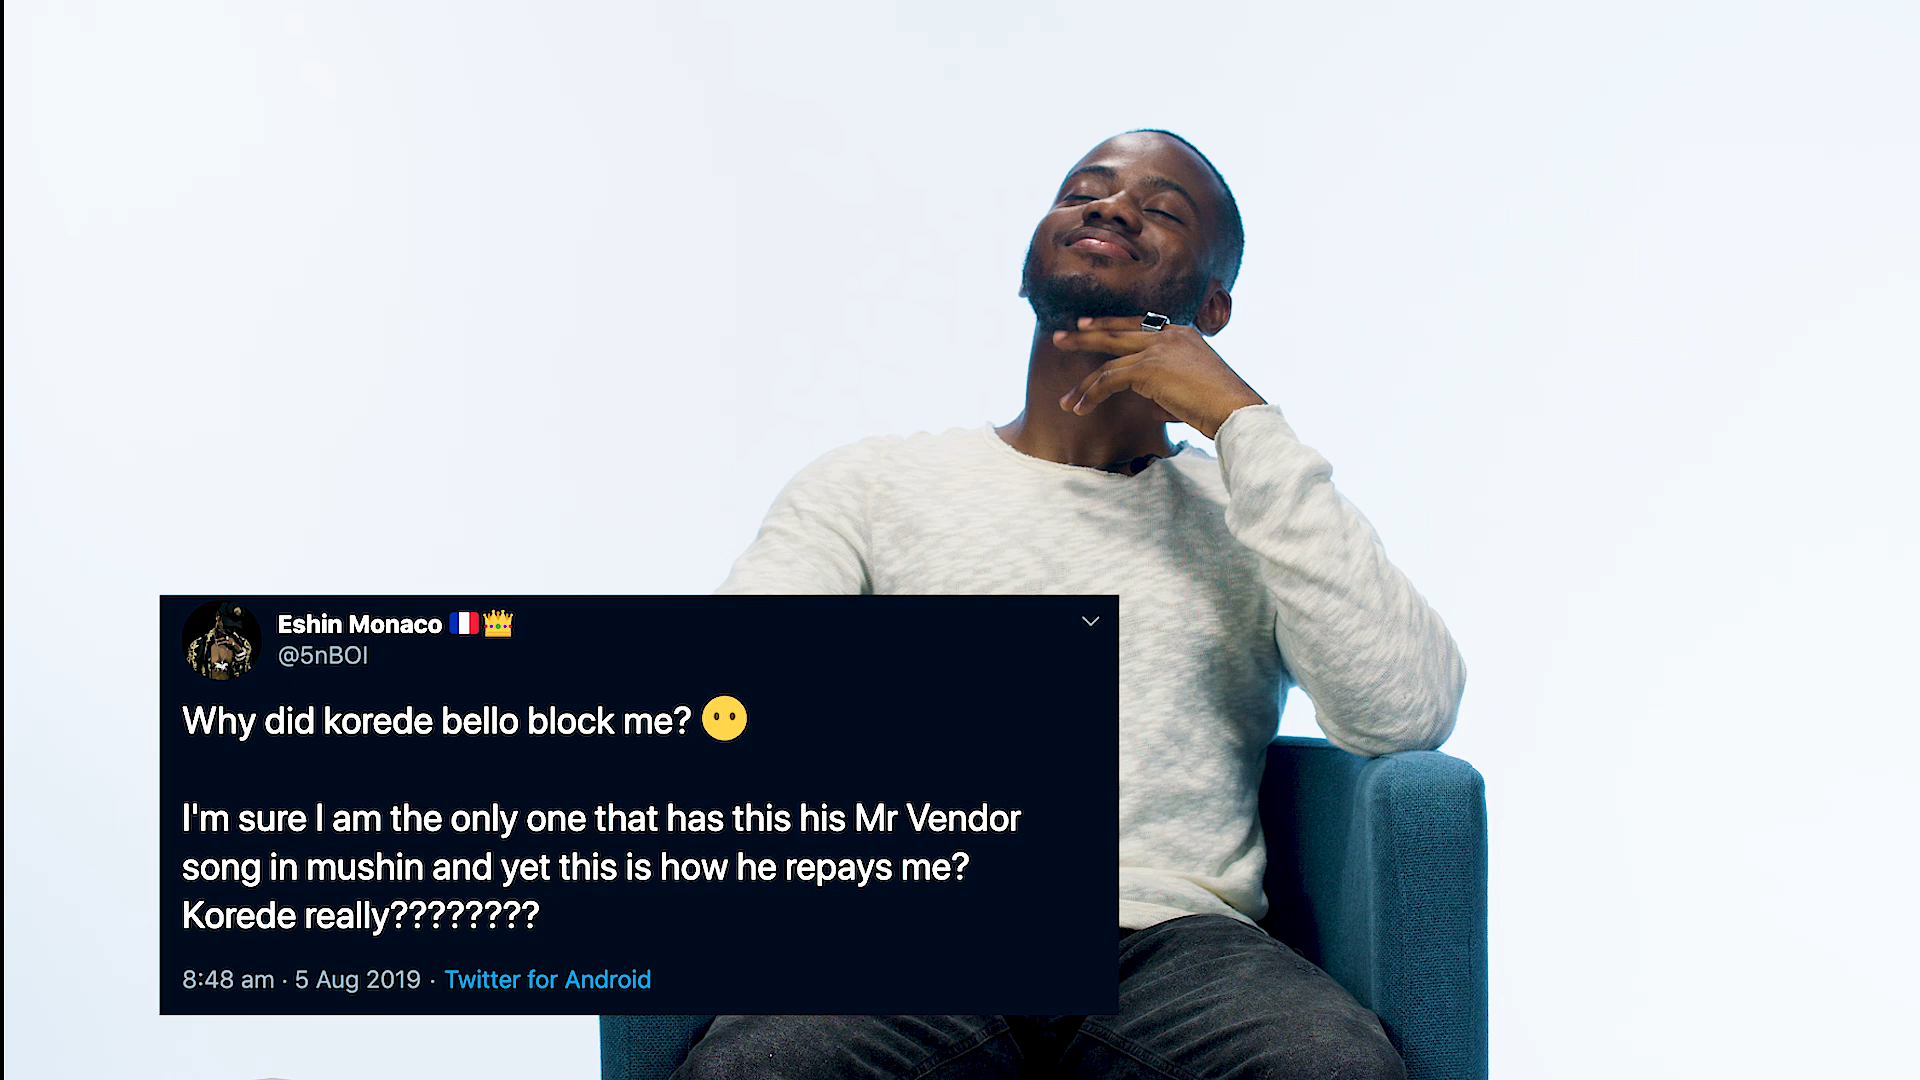 Eshin Monaco 🇫🇷👑
@5nBOI
Why did korede bello block me? 😶
I'm sure I am the only one that has this his Mr Vendor
song in mushin and yet this is how he repays me?
Korede really????????
8:48 am · 5 Aug 2019 · Twitter for Android